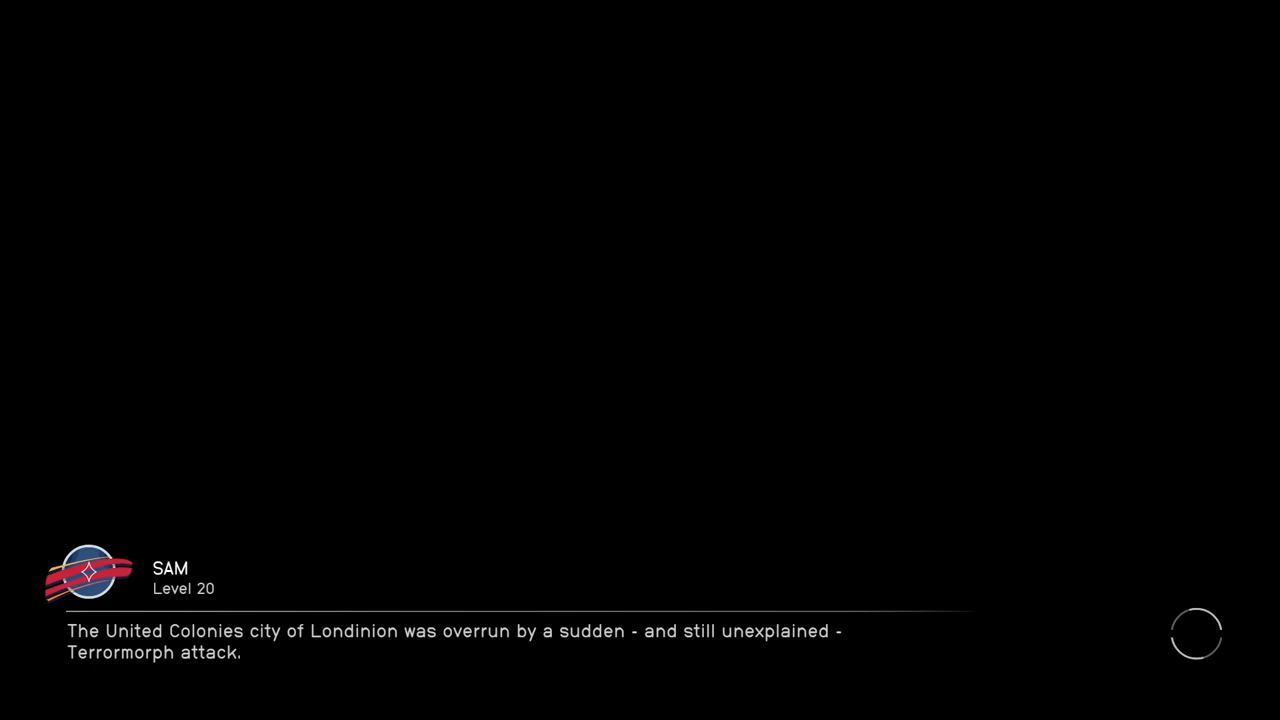 SAM
Level 20
The United Colonies city of Londinion was overrun by a sudden - and still unexplained -
Terrormorph attack.